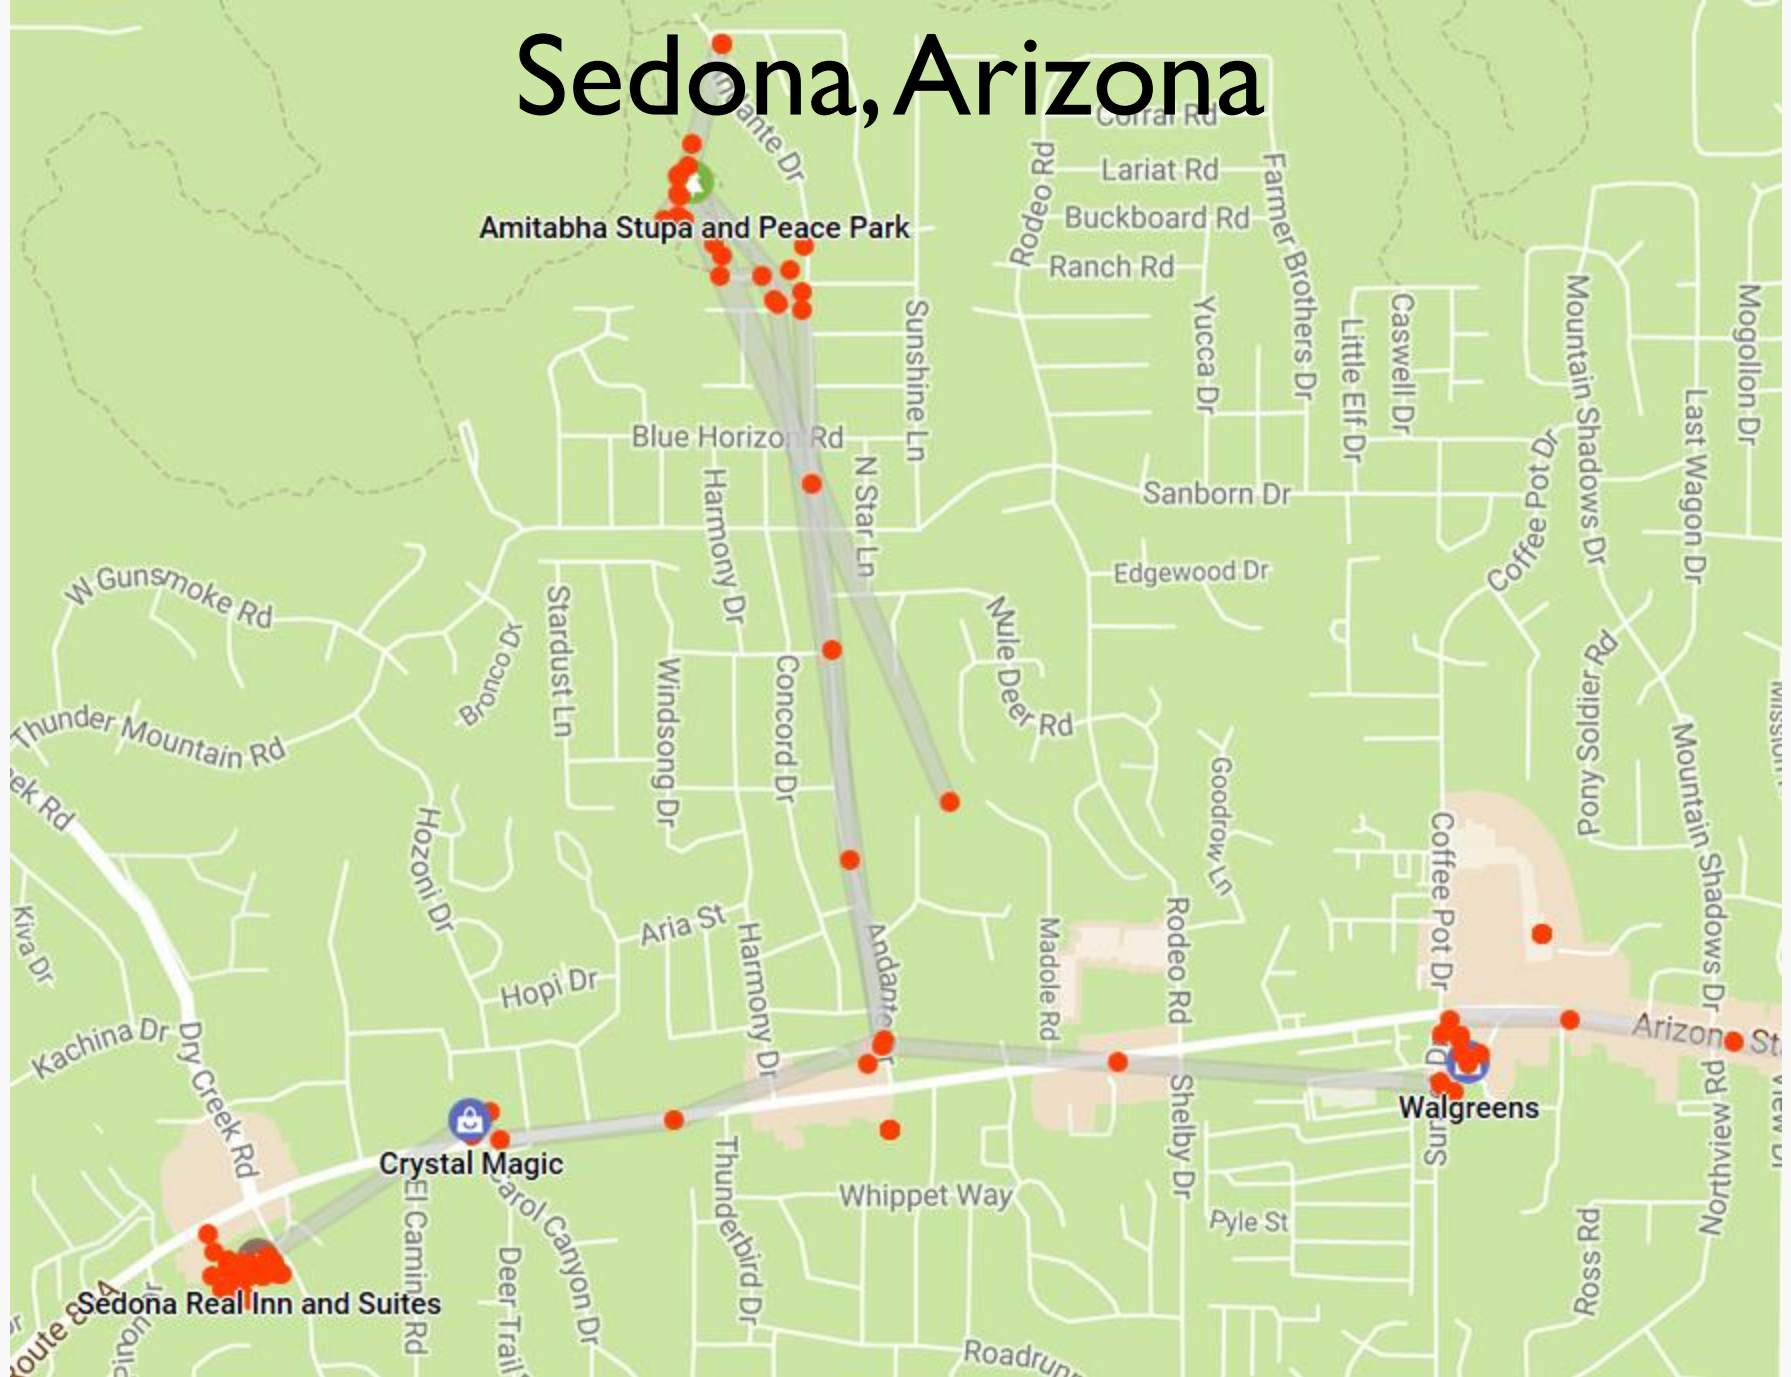 Sedona, Arizona
Andante Dr
Corral Rd
Lariat Rd
Rodeo Rd
Farmer Brothers Dr
Buckboard Rd
Amitabha Stupa and Peace Park
Ranch Rd
Sunshine Ln
Yucca Dr
Little Elf Dr
Caswell Dr
Mountain Shadows Dr
Mogollon Dr
Last Wagon Dr
Blue Horizon Rd
Harmony Dr
N Star Ln
Sanborn Dr
Coffee Pot Dr
Edgewood Dr
W Gunsmoke Rd
Bronco Dr
Stardust Ln
Windsong Dr
Concord Dr
Mule Deer Rd
Pony Soldier Rd
Thunder Mountain Rd
Mountain Shadows Dr
Goodrow Ln
eek Rd
Hozoni Dr
Coffee Pot Dr
Kiva Dr
Aria St
Harmony Dr
Andante Dr
Madole Rd
Rodeo Rd
Hopi Dr
Kachina Dr
Dry Creek Rd
Arizona St
Shelby Dr
Northview Rd
View Dr
Walgreens
Crystal Magic
Thunderbird Dr
Whippet Way
El Camino Rd
Carol Canyon Dr
Deer Trail
Pyle St
Ross Rd
Sedona Real Inn and Suites
Roadrun